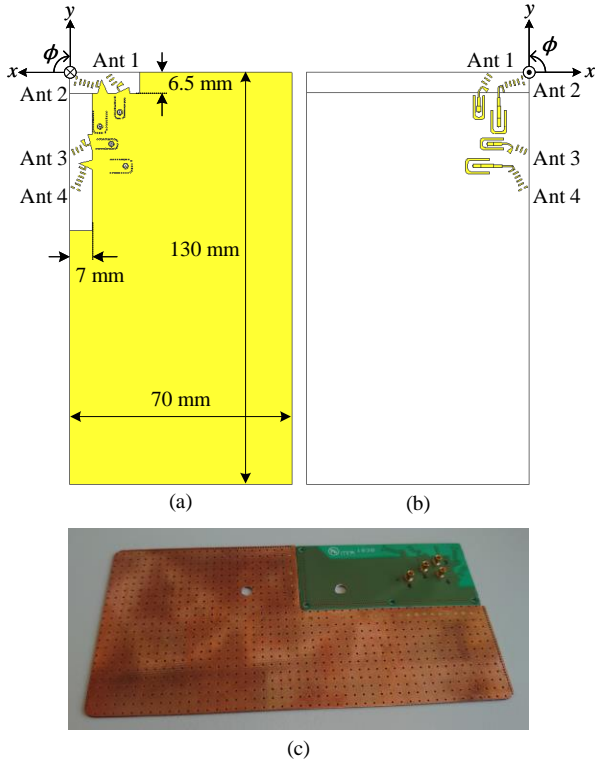 y
y
ϕ
ϕ
x
Ant 1
6.5 mm
Ant 2
Ant 3
Ant 4
130 mm
7 mm
70 mm
(a)
Ant 1
x
Ant 2
Ant 3
Ant 4
(b)
(c)